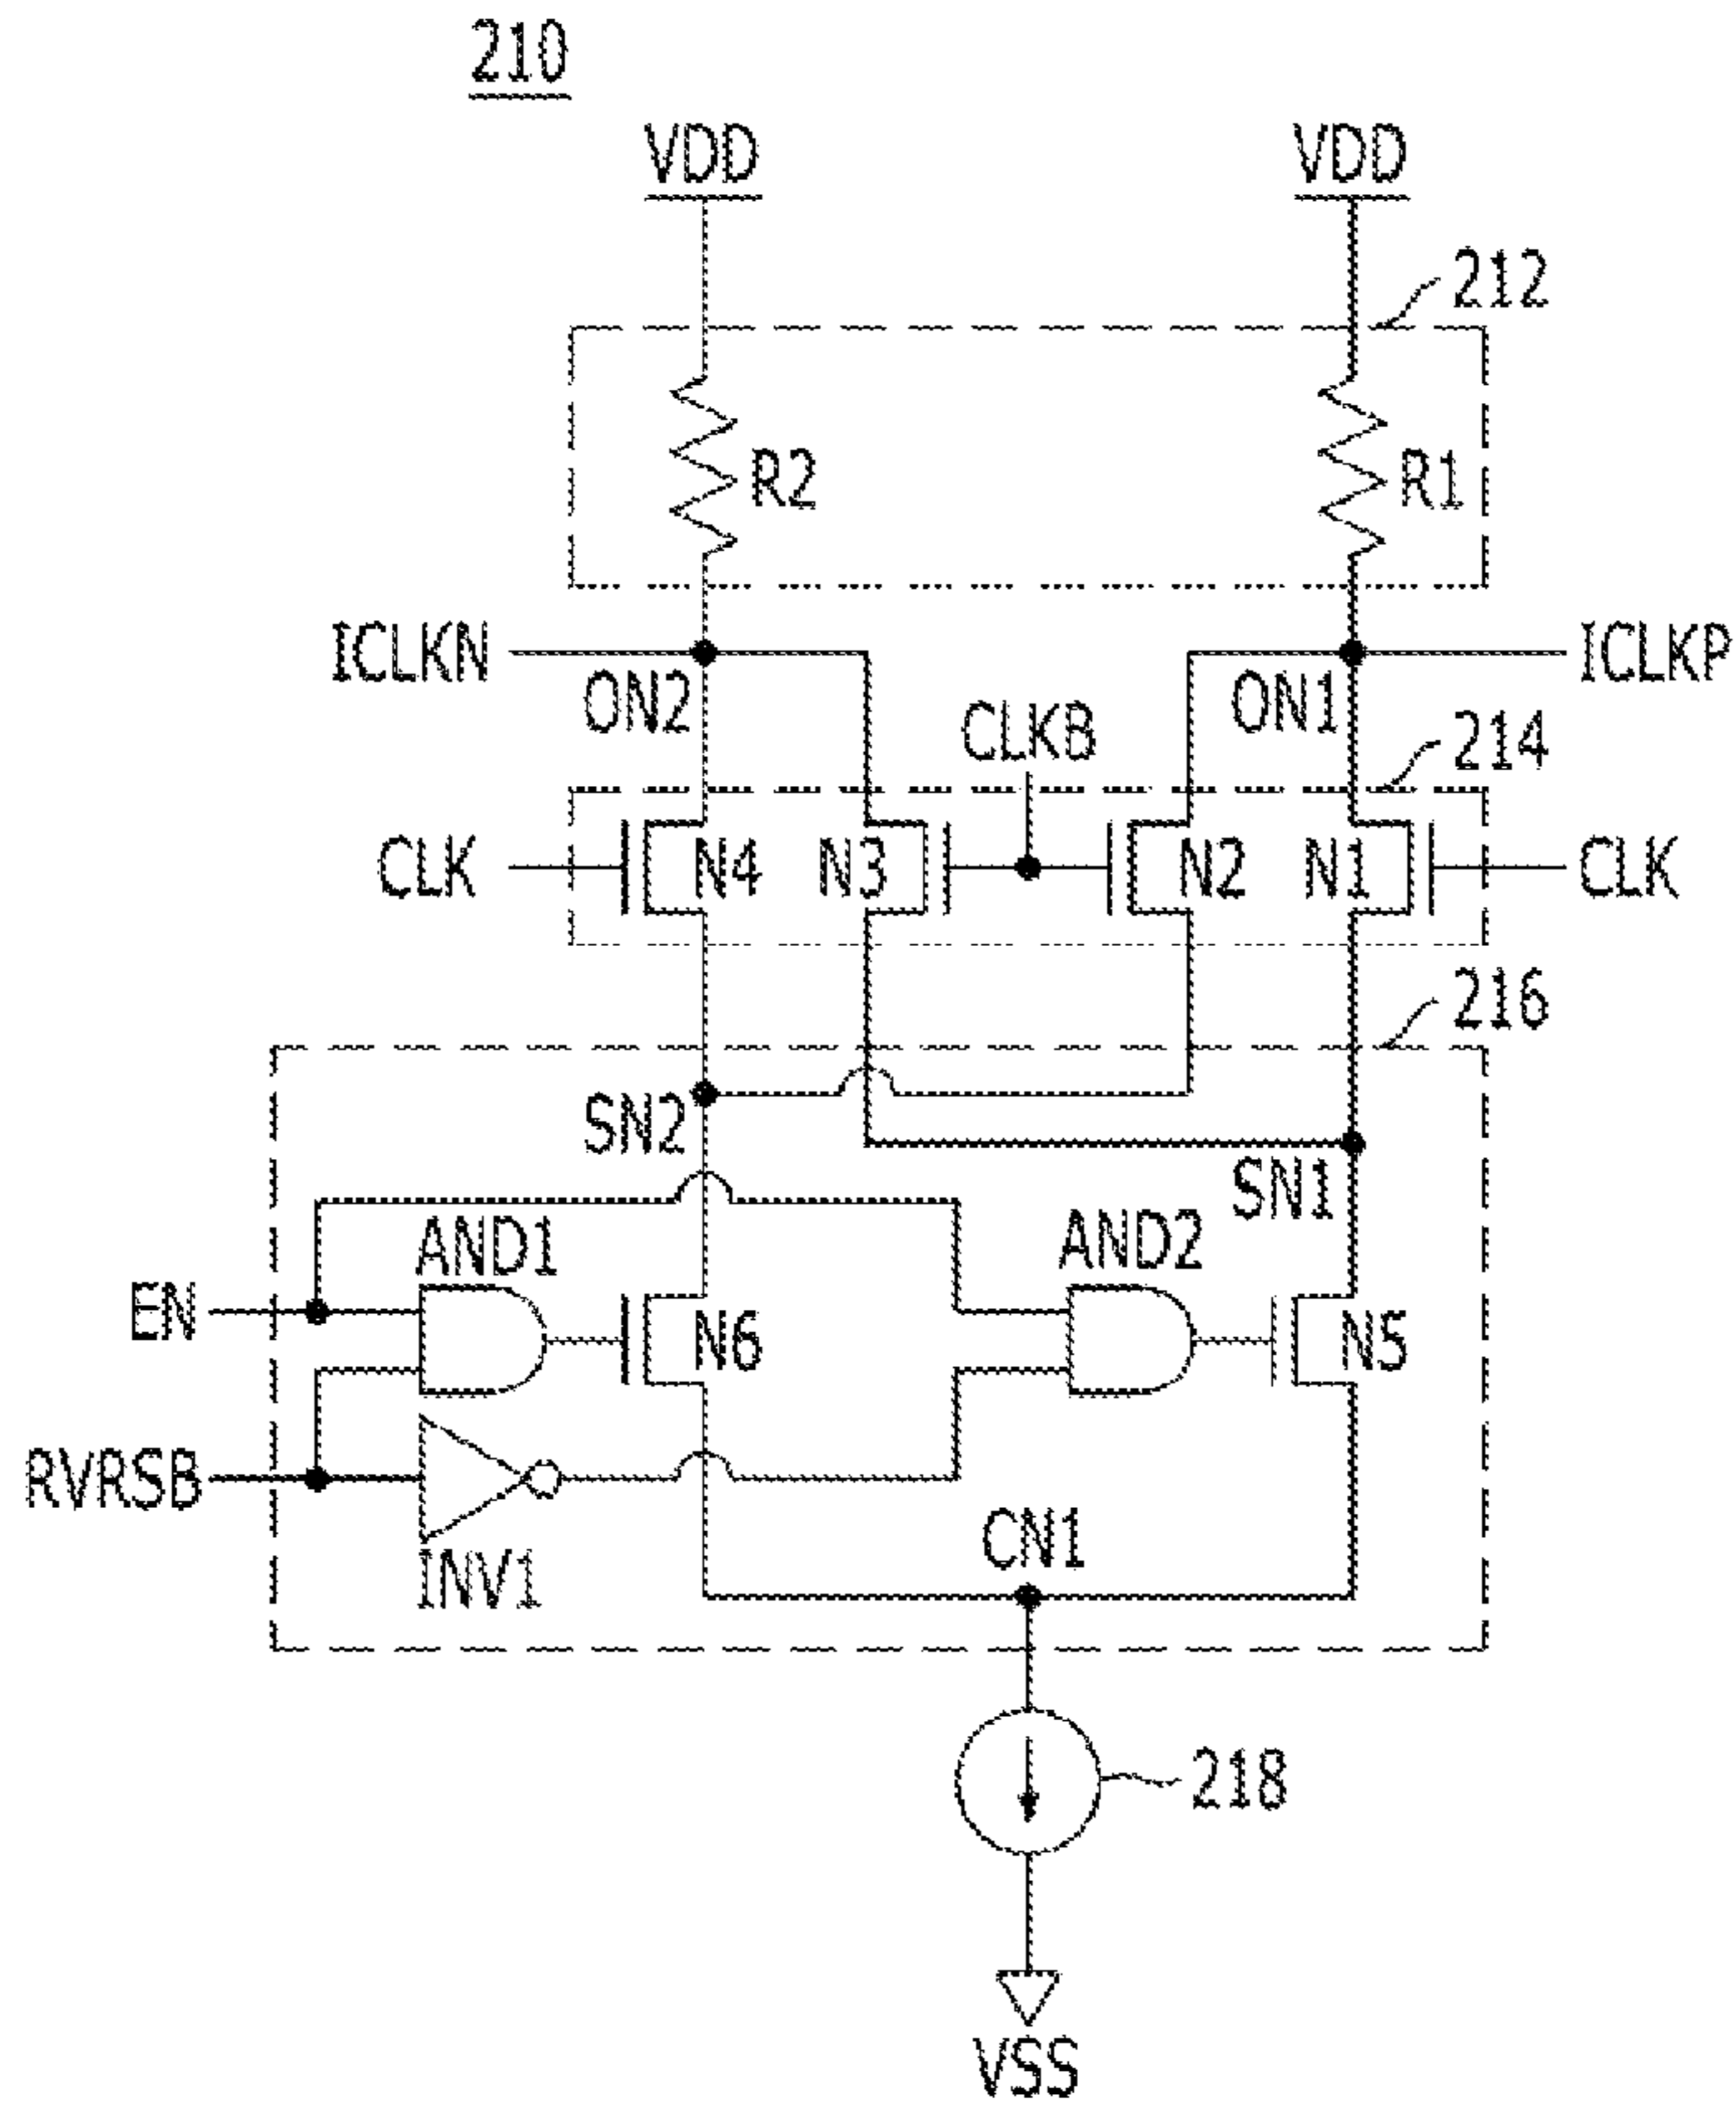 210
VDD VDD
212
R2 R1
ICLKN ICLKP
ON2 CLKB ON1
214
CLK N4 N3 N2 N1 CLK
216
SN2
SN1
AND1 AND2
EN N6 N5
RVRSB
CN1
INV1
218
VSS